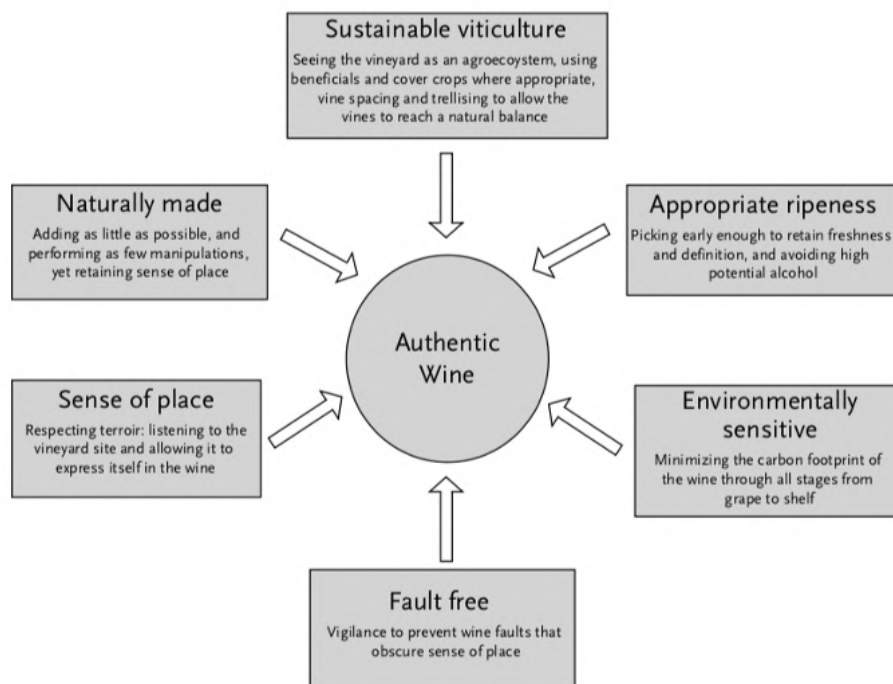 Sustainable viticulture
Seeing the vineyard as an agroecoystem, using
beneficials and cover crops where appropriate,
vine spacing and trellising to allow the
vines to reach a natural balance
Naturally made
Adding as little as possible, and
performing as few manipulations,
yet retaining sense of place
Appropriate ripeness
Picking early enough to retain freshness
and definition, and avoiding high
potential alcohol
Authentic
Wine
Sense of place
Respecting terroir: listening to the
vineyard site and allowing it to
express itself in the wine
Environmentally
sensitive
Minimizing the carbon footprint of
the wine through all stages from
grape to shelf
Fault free
Vigilance to prevent wine faults that
obscure sense of place